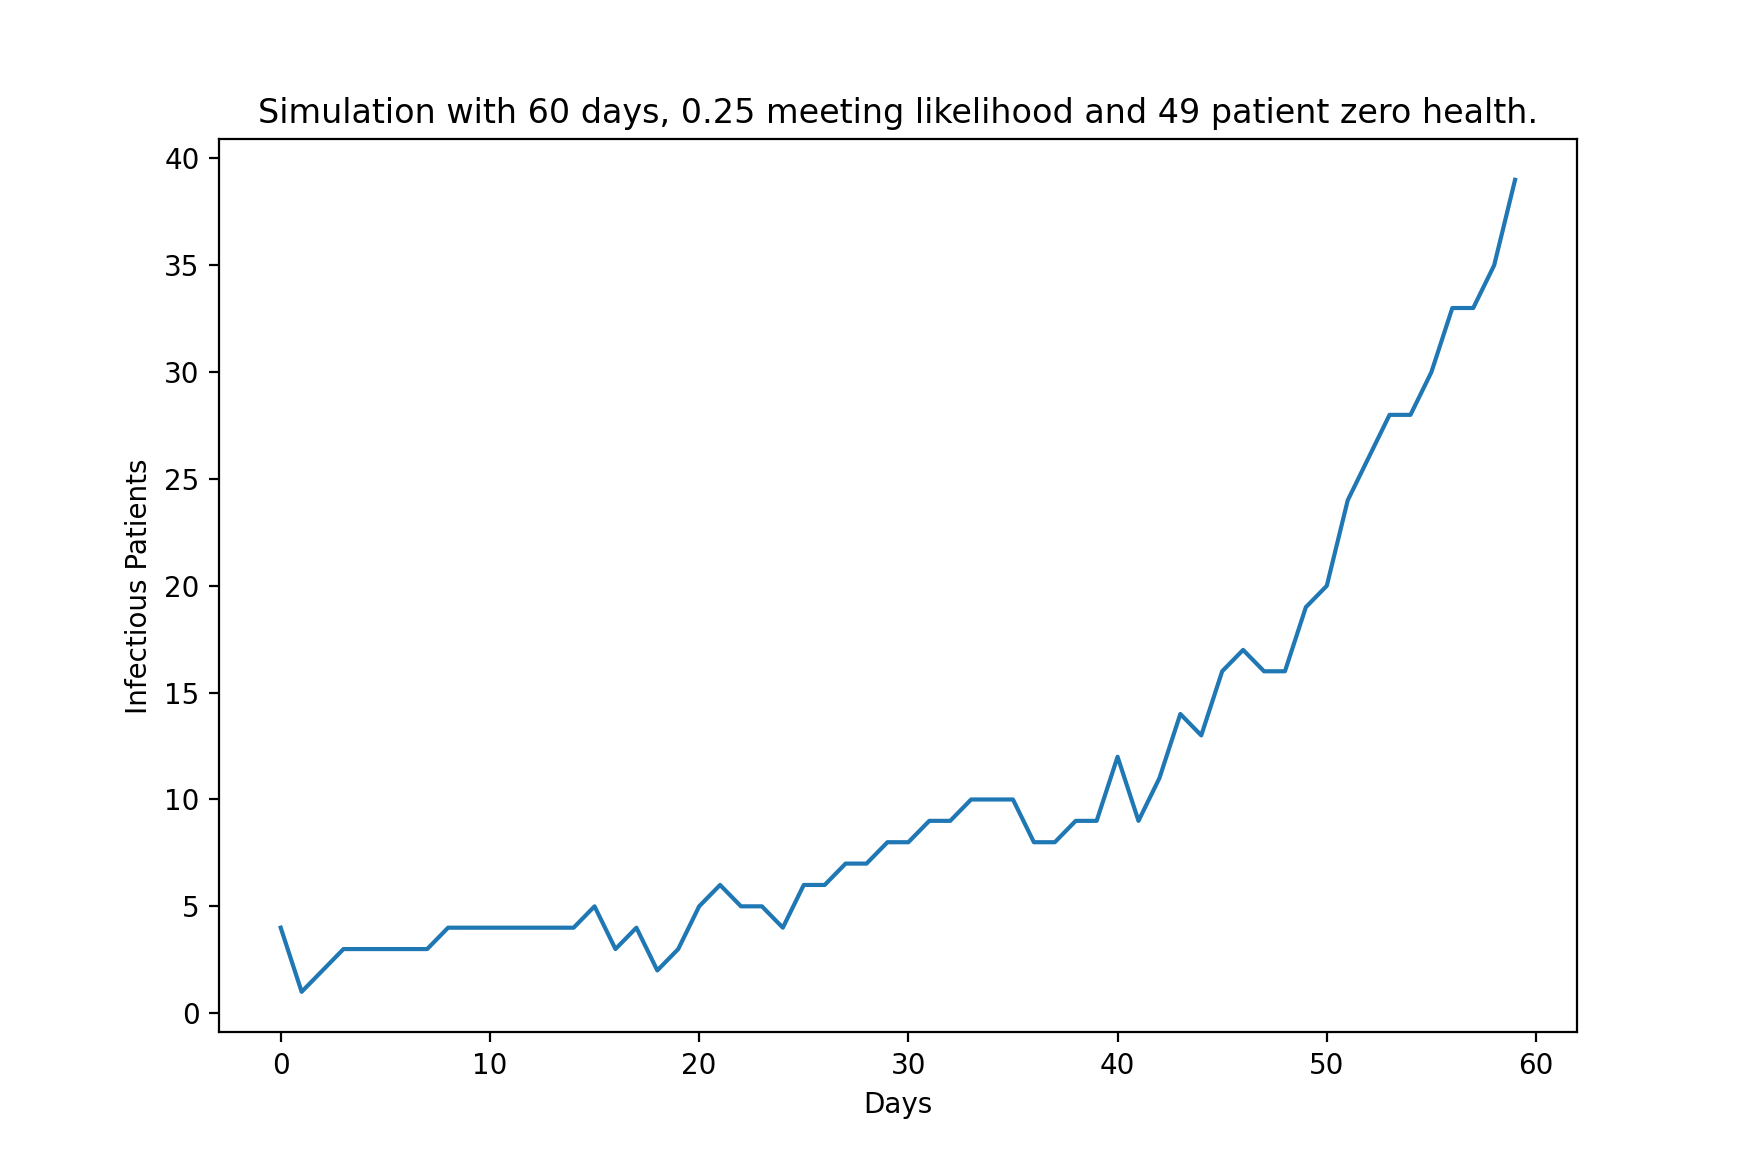 Simulation with 60 days, 0.25 meeting likelihood and 49 patient zero health.
40
35
30
25
20
15
10
5
0
Infectious Patients
0 10 20 30 40 50 60
Days